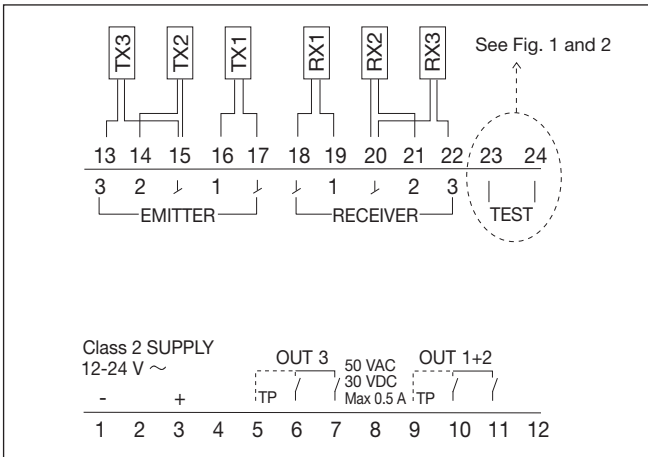 TX3 TX2 TX1 RX1 RX2 RX3 See Fig. 1 and 2
13 14 15 16 17 18 19 20 21 22 23 24
3 2 1 1 2 3
EMITTER RECEIVER TEST
Class 2 SUPPLY
12-24 V ~
OUT 3 50 VAC OUT 1+2
30 VDC
- + TP Max 0.5 A TP
1 2 3 4 5 6 7 8 9 10 11 12